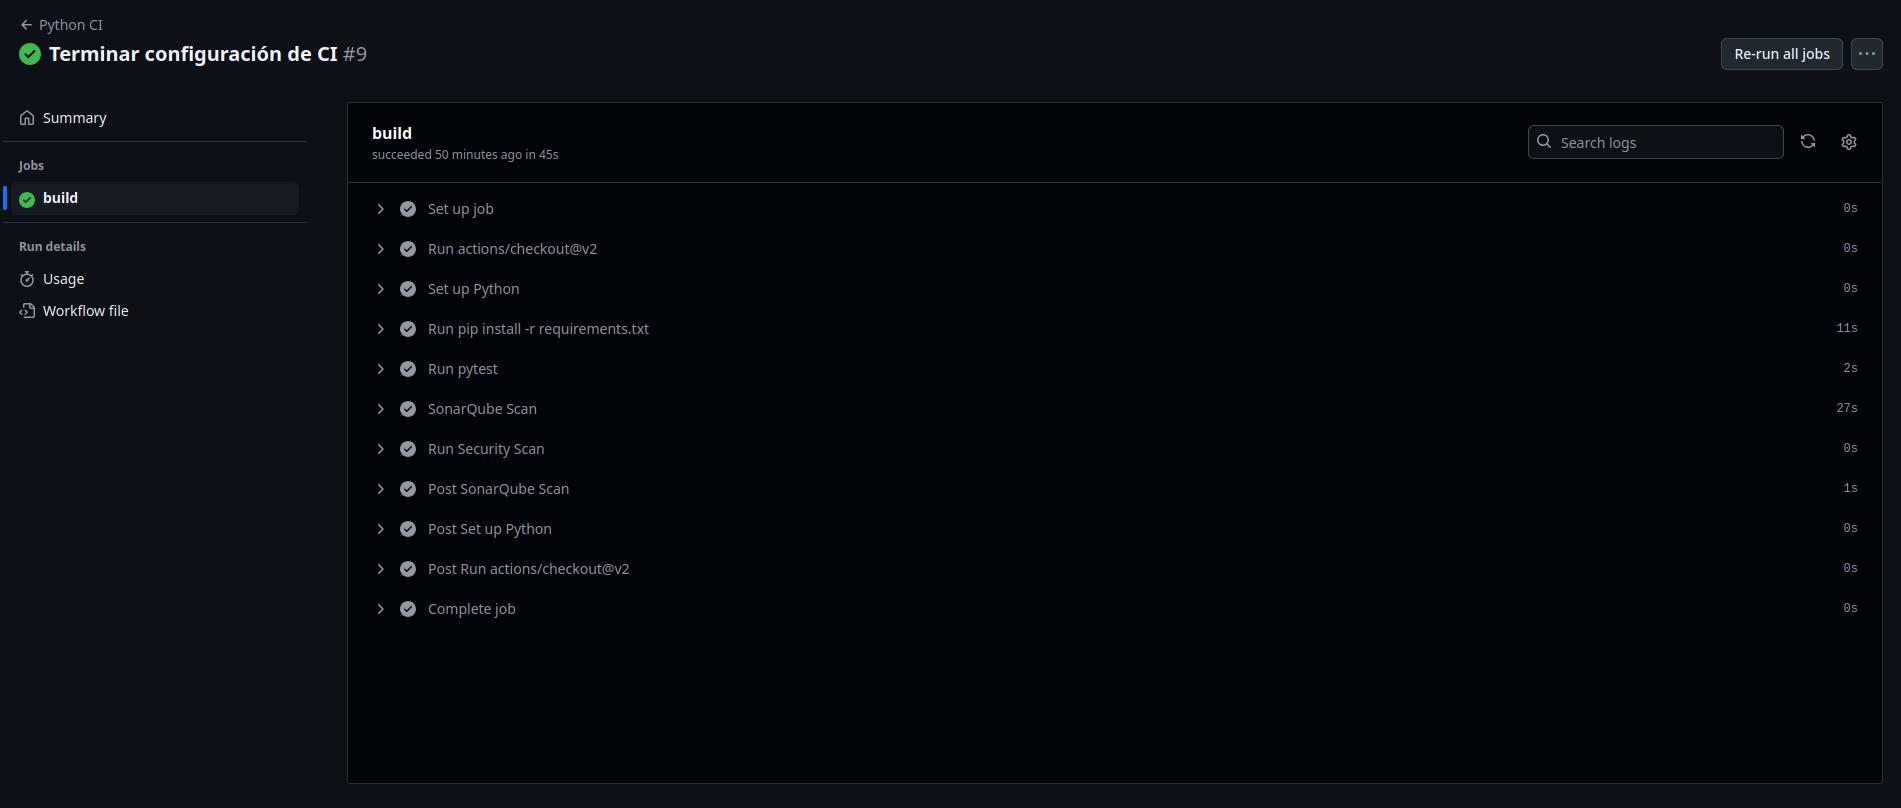 Python CI
Terminar configuración de CI #9
Re-run all jobs
Summary
Jobs
build
Run details
Usage
Workflow file
build
succeeded 50 minutes ago in 45s
Search logs
Set up job 0s
Run actions/checkout@v2 0s
Set up Python 0s
Run pip install -r requirements.txt 11s
Run pytest 2s
SonarQube Scan 27s
Run Security Scan 0s
Post SonarQube Scan 1s
Post Set up Python 0s
Post Run actions/checkout@v2 0s
Complete job 0s